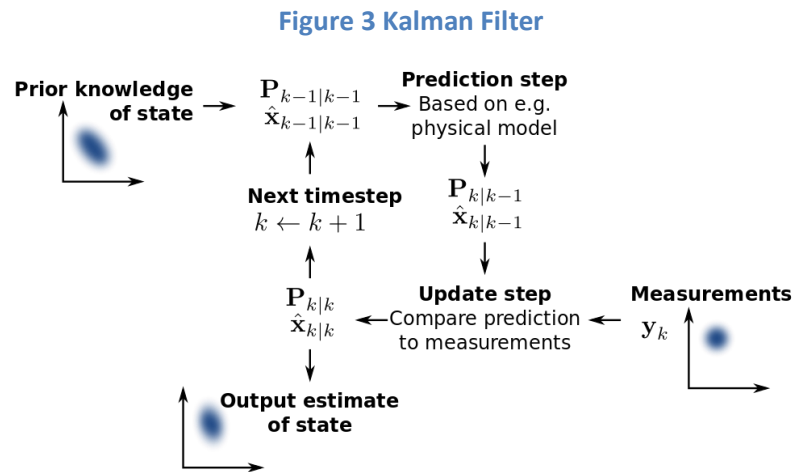 Figure 3 Kalman Filter
Prior knowledge
of state
P_{k-1|k-1}
x̂_{k-1|k-1}
Prediction step
Based on e.g.
physical model
P_{k|k-1}
x̂_{k|k-1}
Next timestep
k ← k + 1
P_{k|k}
x̂_{k|k}
Update step
Compare prediction
to measurements
Measurements
y_k
Output estimate
of state